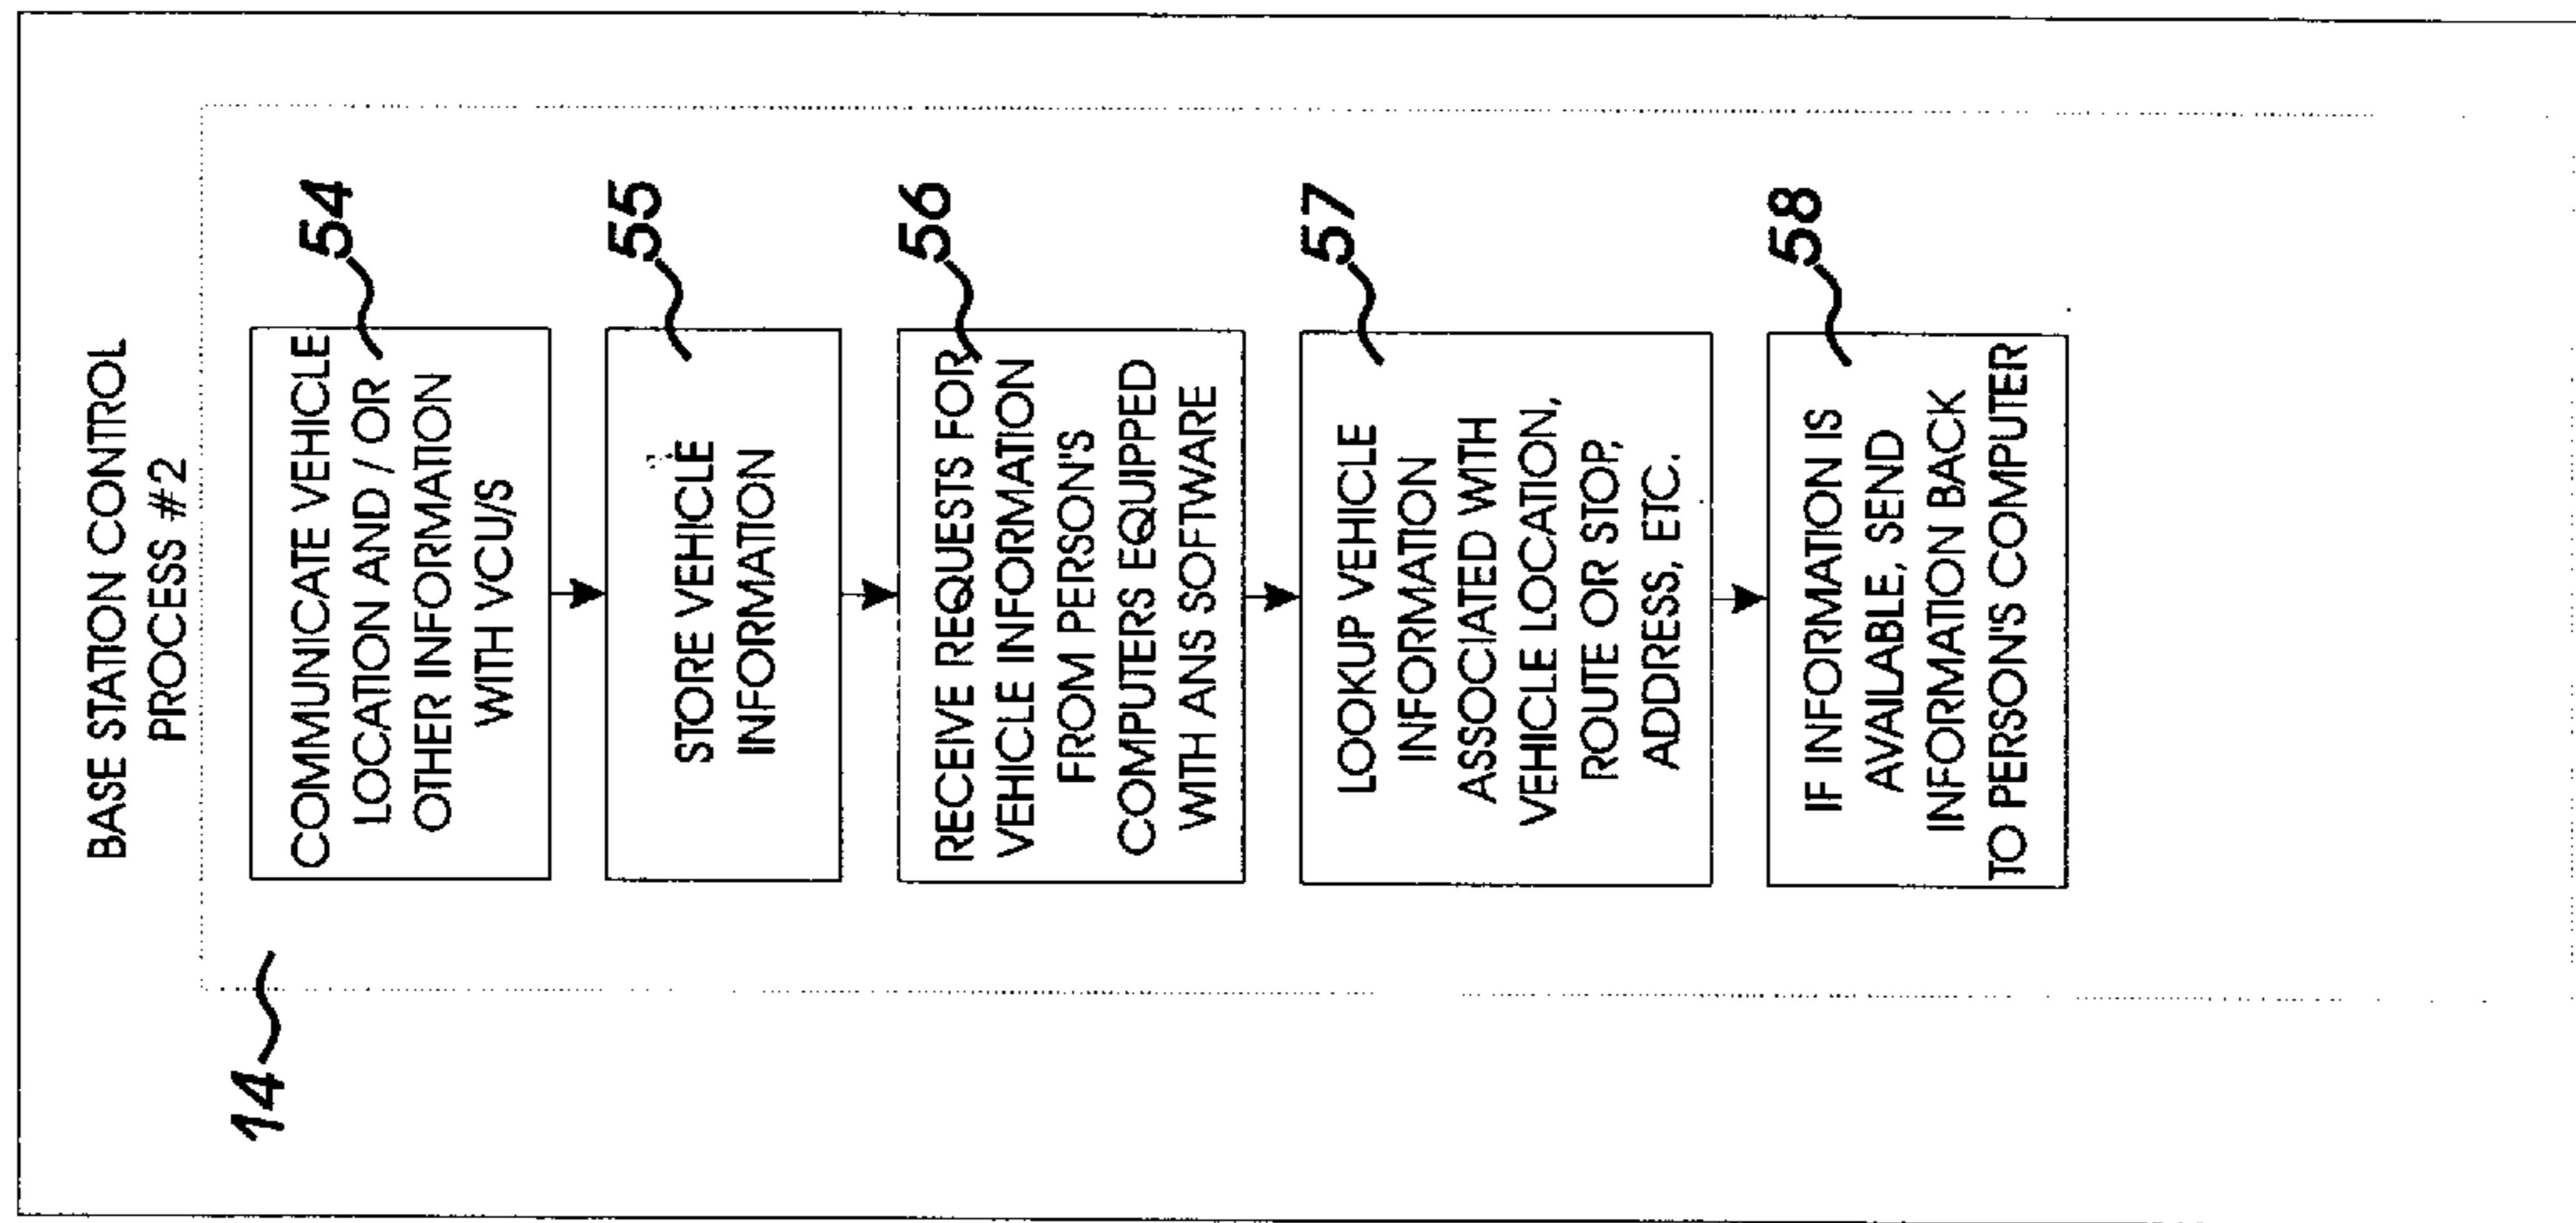 BASE STATION CONTROL
PROCESS #2
14
54
COMMUNICATE VEHICLE
LOCATION AND / OR
OTHER INFORMATION
WITH VCU/S
55
STORE VEHICLE
INFORMATION
56
RECEIVE REQUESTS FOR
VEHICLE INFORMATION
FROM PERSON'S
COMPUTERS EQUIPPED
WITH ANS SOFTWARE
57
LOOKUP VEHICLE
INFORMATION
ASSOCIATED WITH
VEHICLE LOCATION,
ROUTE OR STOP,
ADDRESS, ETC.
58
IF INFORMATION IS
AVAILABLE, SEND
INFORMATION BACK
TO PERSON'S COMPUTER